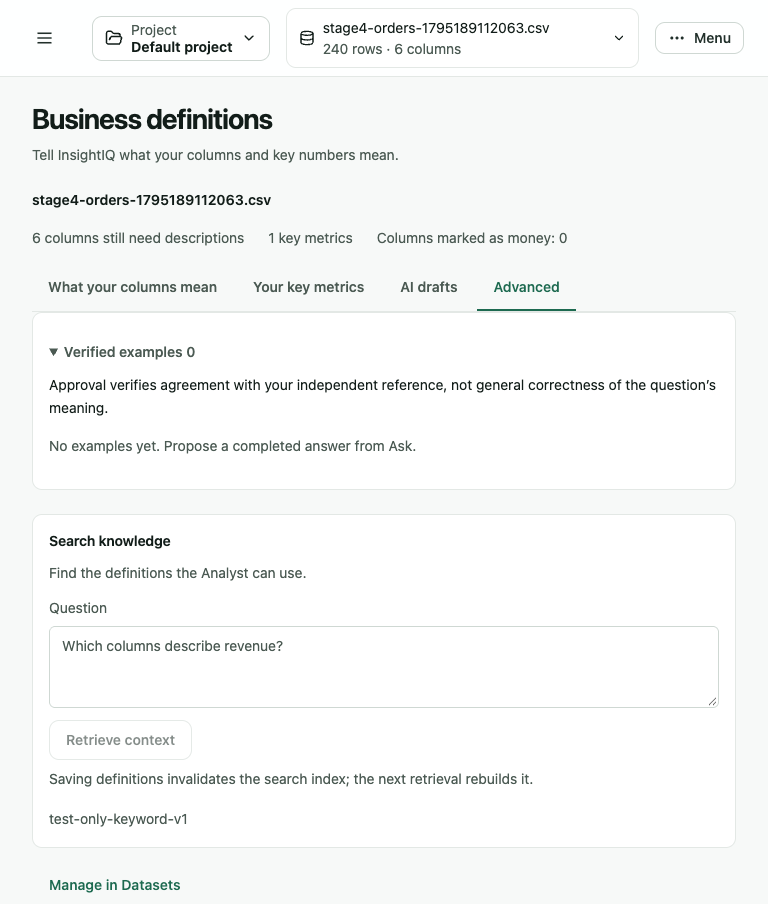 Project
Default project
stage4-orders-1795189112063.csv
240 rows · 6 columns
Menu
Business definitions
Tell InsightIQ what your columns and key numbers mean.
stage4-orders-1795189112063.csv
6 columns still need descriptions 1 key metrics Columns marked as money: 0
What your columns mean Your key metrics AI drafts Advanced
Verified examples 0
Approval verifies agreement with your independent reference, not general correctness of the question's
meaning.
No examples yet. Propose a completed answer from Ask.
Search knowledge
Find the definitions the Analyst can use.
Question
Which columns describe revenue?
Retrieve context
Saving definitions invalidates the search index; the next retrieval rebuilds it.
test-only-keyword-v1
Manage in Datasets